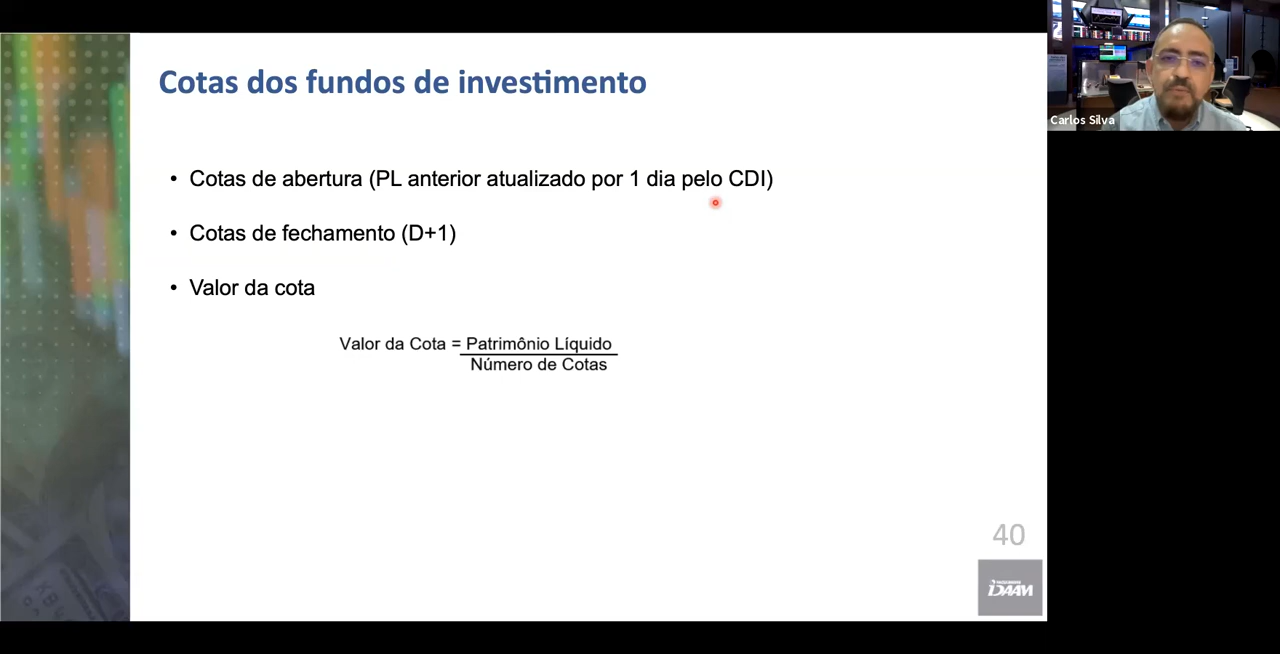 Cotas dos fundos de investimento
Carlos Silva
• Cotas de abertura (PL anterior atualizado por 1 dia pelo CDI)
• Cotas de fechamento (D+1)
• Valor da cota
Valor da Cota = Patrimônio Líquido
Número de Cotas
40